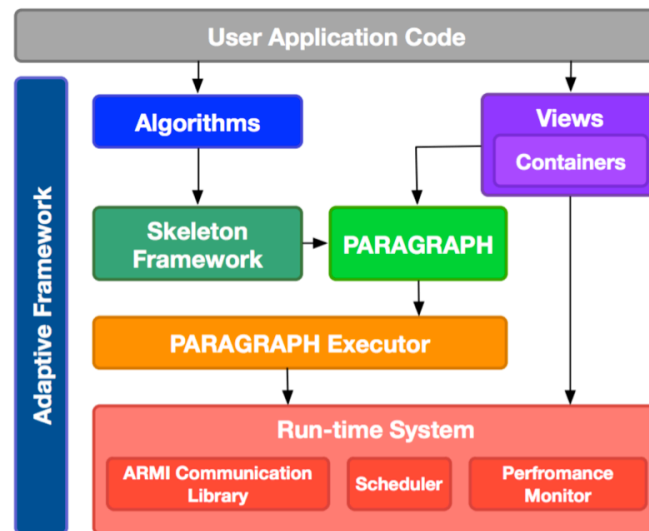 User Application Code
Adaptive Framework
Algorithms
Views
Containers
Skeleton
Framework
PARAGRAPH
PARAGRAPH Executor
Run-time System
ARMI Communication
Library
Scheduler
Perfromance
Monitor